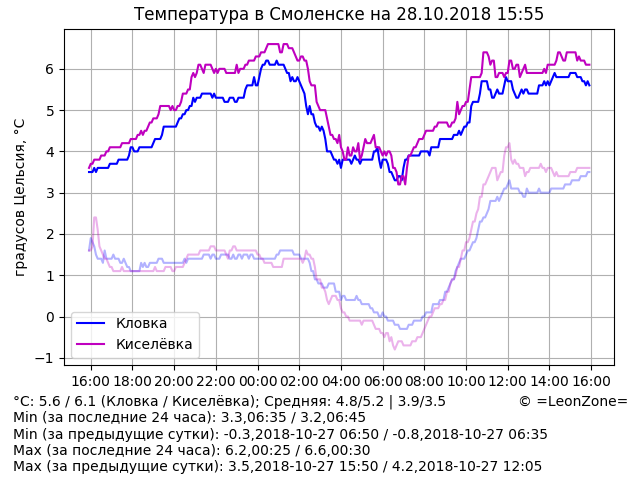 Температура в Смоленске на 28.10.2018 15:55
градусов Цельсия, °C
6
5
4
3
2
1
0
−1
Кловка
Киселёвка
16:00 18:00 20:00 22:00 00:00 02:00 04:00 06:00 08:00 10:00 12:00 14:00 16:00
°C: 5.6 / 6.1 (Кловка / Киселёвка); Средняя: 4.8/5.2 | 3.9/3.5 © =LeonZone=
Min (за последние 24 часа): 3.3,06:35 / 3.2,06:45
Min (за предыдущие сутки): -0.3,2018-10-27 06:50 / -0.8,2018-10-27 06:35
Max (за последние 24 часа): 6.2,00:25 / 6.6,00:30
Max (за предыдущие сутки): 3.5,2018-10-27 15:50 / 4.2,2018-10-27 12:05